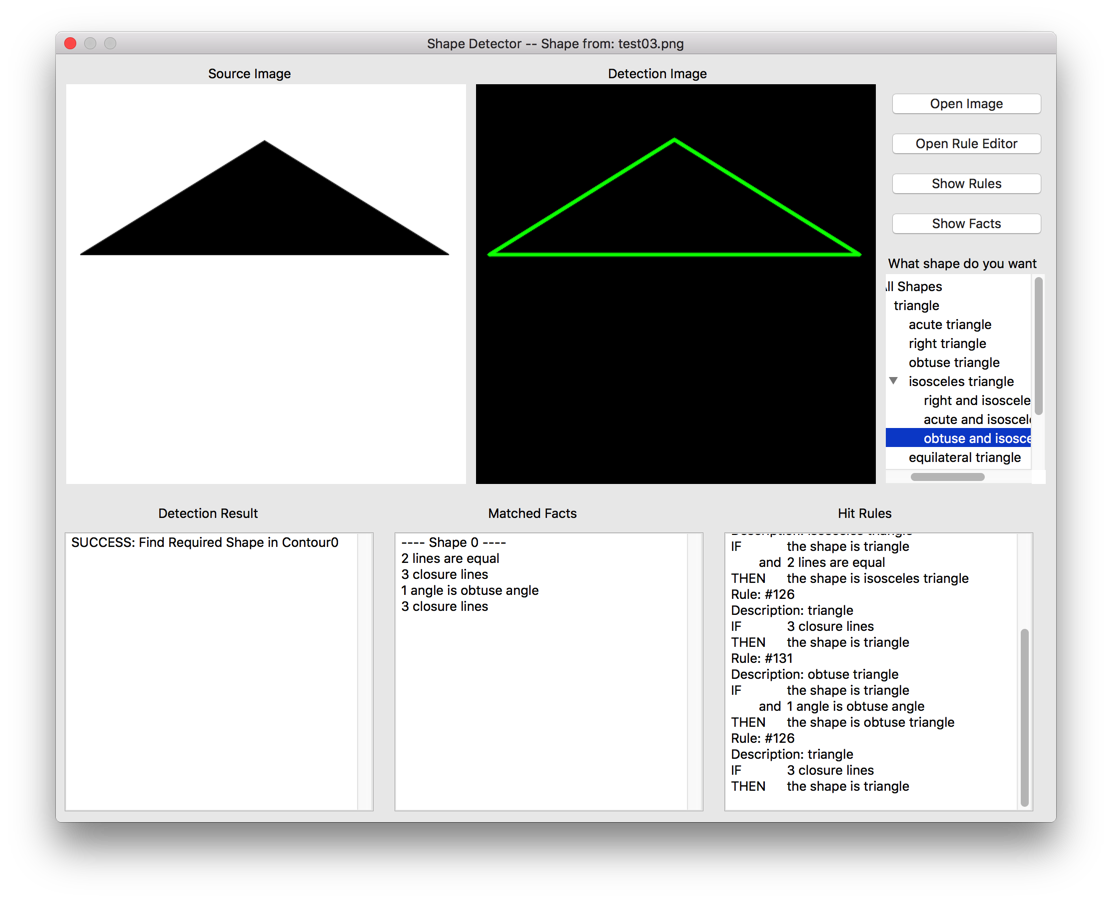 Shape Detector -- Shape from: test03.png
Source Image
Detection Image
Open Image
Open Rule Editor
Show Rules
Show Facts
What shape do you want
ll Shapes
triangle
acute triangle
right triangle
obtuse triangle
isosceles triangle
right and isoscele
acute and isoscel
obtuse and isosce
equilateral triangle
Detection Result
SUCCESS: Find Required Shape in Contour0
Matched Facts
---- Shape 0 ----
2 lines are equal
3 closure lines
1 angle is obtuse angle
3 closure lines
Hit Rules
Description: isosceles triangle
IF the shape is triangle
and 2 lines are equal
THEN the shape is isosceles triangle
Rule: #126
Description: triangle
IF 3 closure lines
THEN the shape is triangle
Rule: #131
Description: obtuse triangle
IF the shape is triangle
and 1 angle is obtuse angle
THEN the shape is obtuse triangle
Rule: #126
Description: triangle
IF 3 closure lines
THEN the shape is triangle